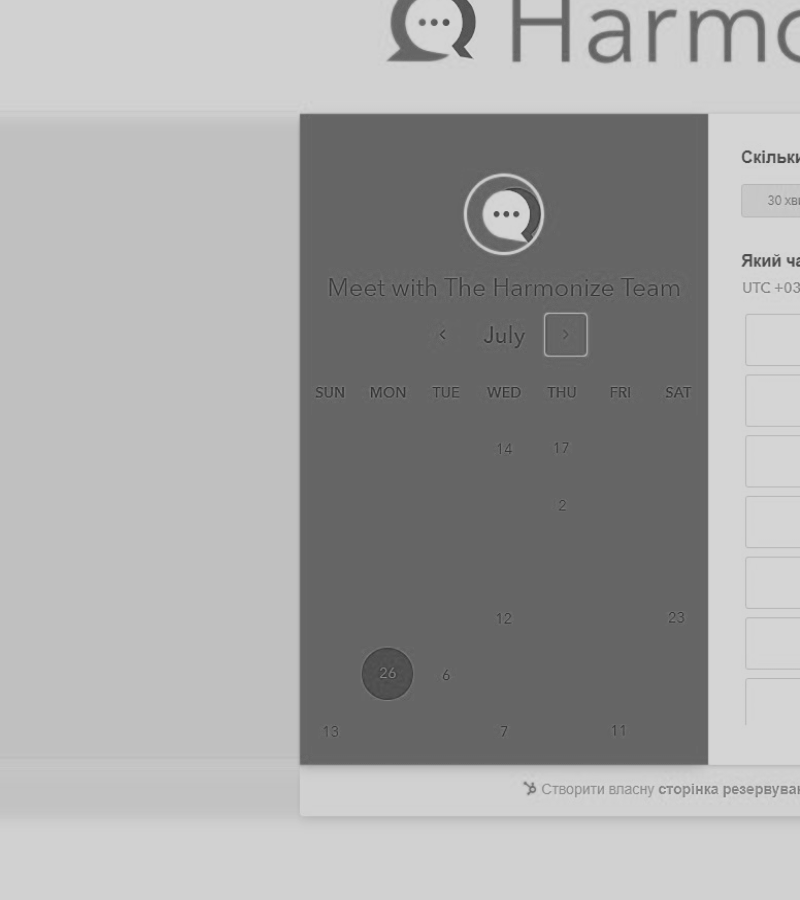 Harmo
Meet with The Harmonize Team
July
SUN MON TUE WED THU FRI SAT
14 17
2
12 23
26 6
13 7 11
Скільки
30 хви
Який ча
UTC +03
Створити власну сторінка резервуван